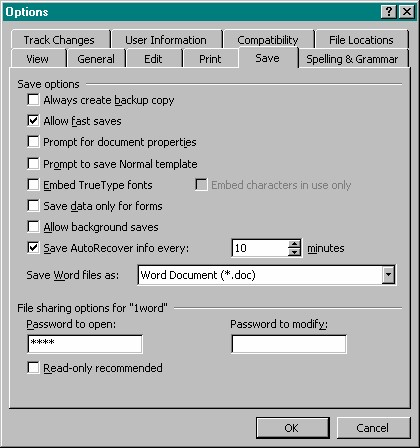 Options
Track Changes User Information Compatibility File Locations
View General Edit Print Save Spelling & Grammar
Save options
Always create backup copy
Allow fast saves
Prompt for document properties
Prompt to save Normal template
Embed TrueType fonts Embed characters in use only
Save data only for forms
Allow background saves
Save AutoRecover info every: 10 minutes
Save Word files as: Word Document (*.doc)
File sharing options for "1word"
Password to open: Password to modify:
****
Read-only recommended
OK Cancel